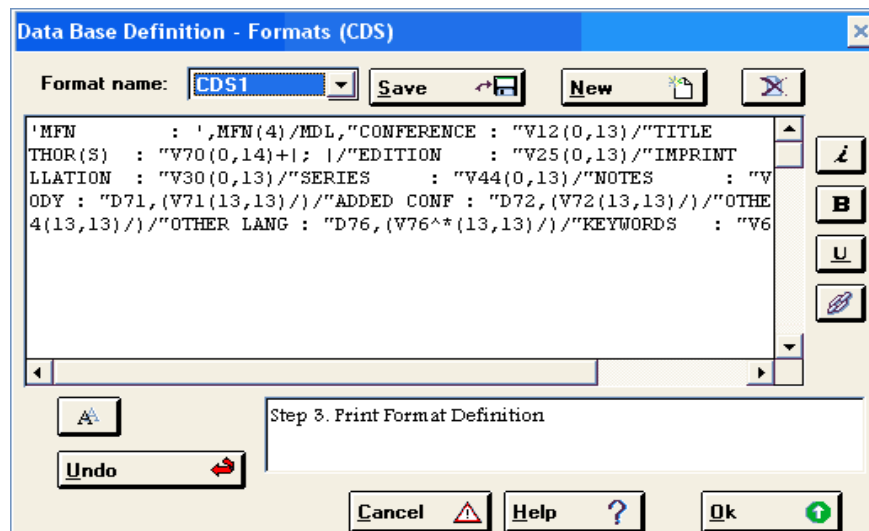 Data Base Definition - Formats (CDS)
Format name: CDS1 Save New
'MFN : ',MFN(4)/MDL,"CONFERENCE : "V12(0,13)/"TITLE
THOR(S) : "V70(0,14)+|; |/"EDITION : "V25(0,13)/"IMPRINT
LLATION : "V30(0,13)/"SERIES : "V44(0,13)/"NOTES : "V
ODY : "D71,(V71(13,13)/)/"ADDED CONF : "D72,(V72(13,13)/)/"OTHE
4(13,13)/)/"OTHER LANG : "D76,(V76^*(13,13)/)/"KEYWORDS : "V6
i
B
U
AA
Step 3. Print Format Definition
Undo
Cancel Help ? Ok